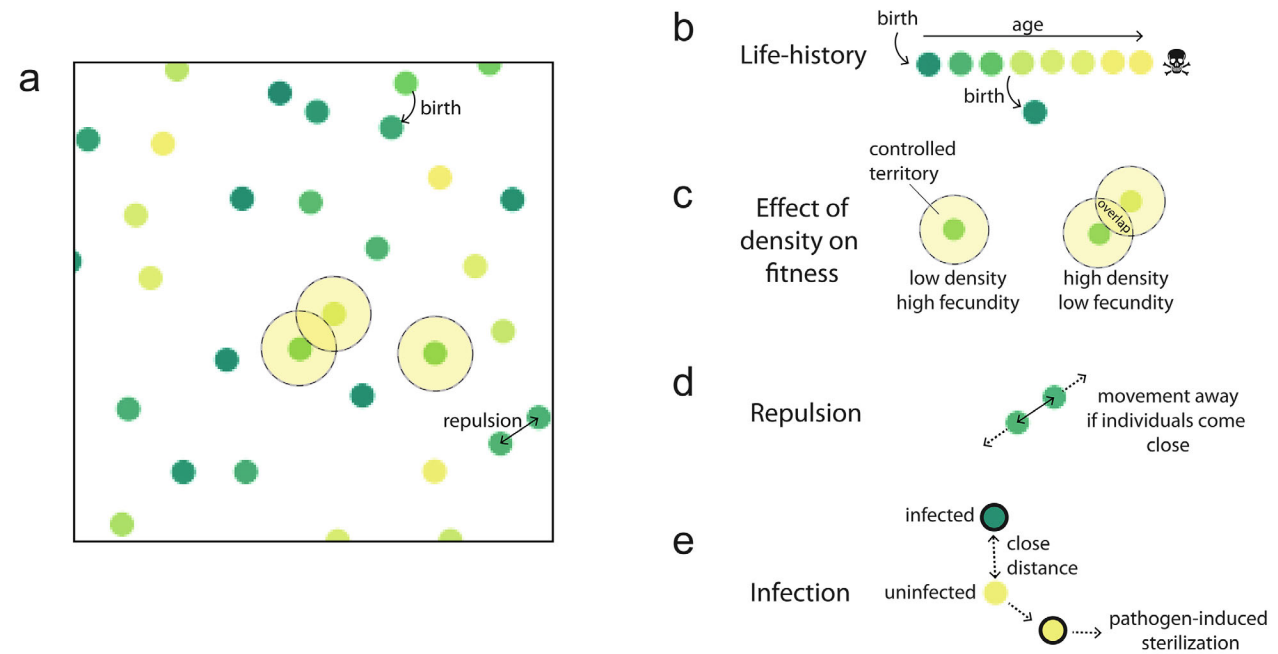 a
birth
repulsion
b
Life-history
birth
age
birth
c
Effect of
density on
fitness
controlled
territory
low density
high fecundity
overlap
high density
low fecundity
d
Repulsion
movement away
if individuals come
close
e
Infection
infected
close
distance
uninfected
pathogen-induced
sterilization